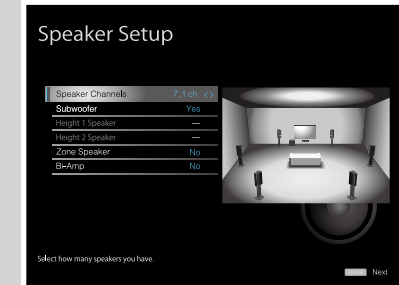 Speaker Setup
Speaker Channels 7.1 ch < >
Subwoofer Yes
Height 1 Speaker —
Height 2 Speaker —
Zone Speaker No
Bi-Amp No
Select how many speakers you have.
ENTER Next